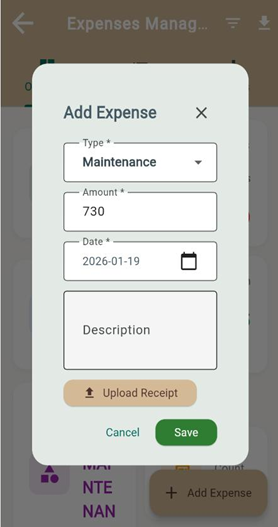 Expenses Manag...
Add Expense
Type *
Maintenance
Amount *
730
Date *
2026-01-19
Description
Upload Receipt
Cancel
Save
NTE
NAN
Add Expense